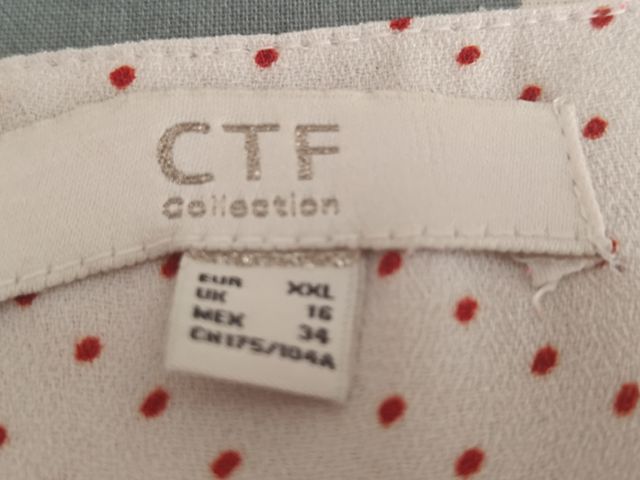 CTF
Collection
EUR XXL
UK 16
MEX 34
CN175/104A